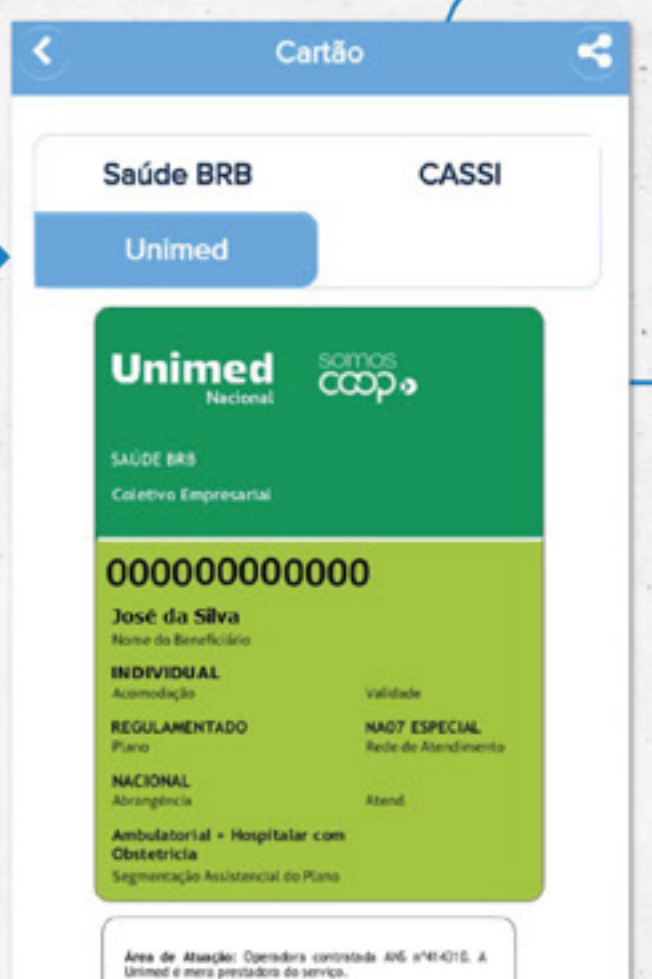 Cartão
Saúde BRB CASSI
Unimed
Unimed somos
Nacional coop
SAÚDE BRB
Coletivo Empresarial
000000000000
José da Silva
Nome do Beneficiário
INDIVIDUAL
Acomodação Validade
REGULAMENTADO NA07 ESPECIAL
Plano Rede de Atendimento
NACIONAL
Abrangência Atend.
Ambulatorial + Hospitalar com
Obstetrícia
Segmentação Assistencial do Plano
Área de Atuação: Operadora contratada ANS nº A
Unimed é mera prestadora do serviço.